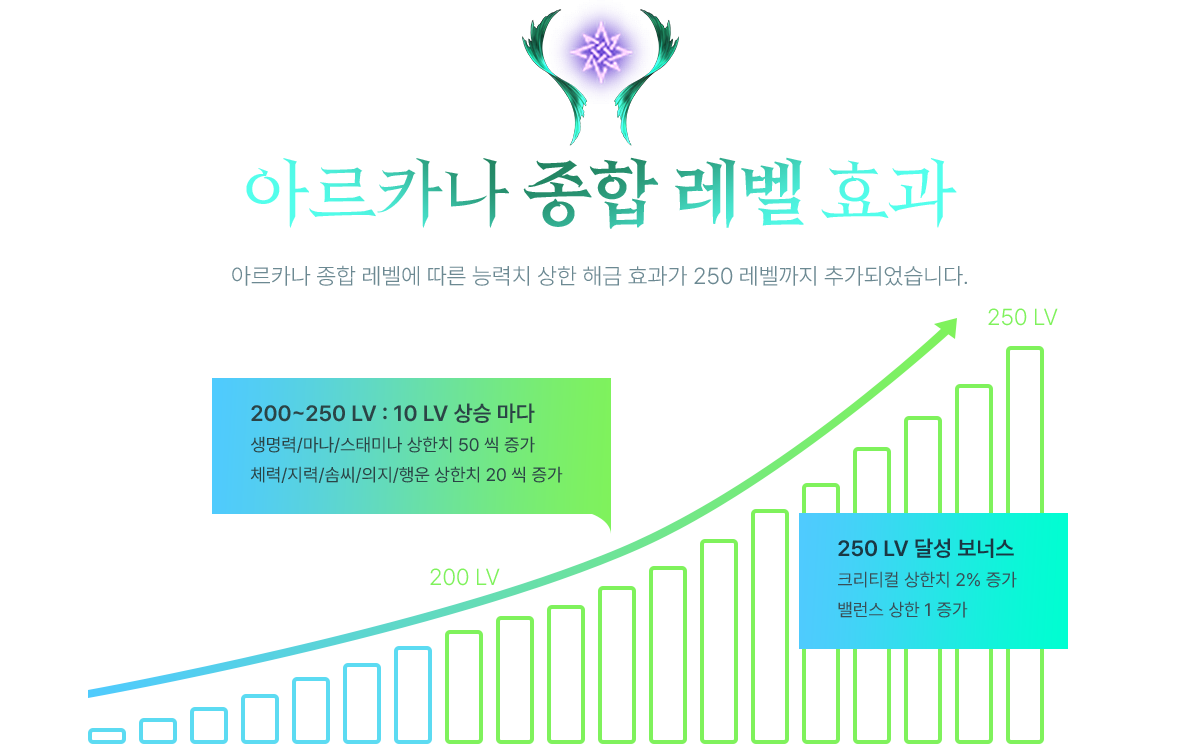 아르카나 종합 레벨 효과
아르카나 종합 레벨에 따른 능력치 상한 해금 효과가 250 레벨까지 추가되었습니다.
250 LV
200~250 LV : 10 LV 상승 마다
생명력/마나/스태미나 상한치 50 씩 증가
체력/지력/솜씨/의지/행운 상한치 20 씩 증가
250 LV 달성 보너스
크리티컬 상한치 2% 증가
밸런스 상한 1 증가
200 LV